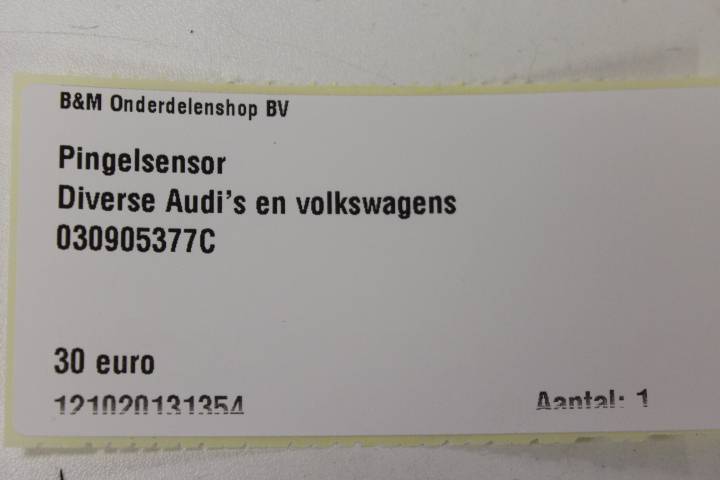 B&M Onderdelenshop BV
Pingelsensor
Diverse Audi's en volkswagens
030905377C
30 euro
121020131354
Aantal: 1